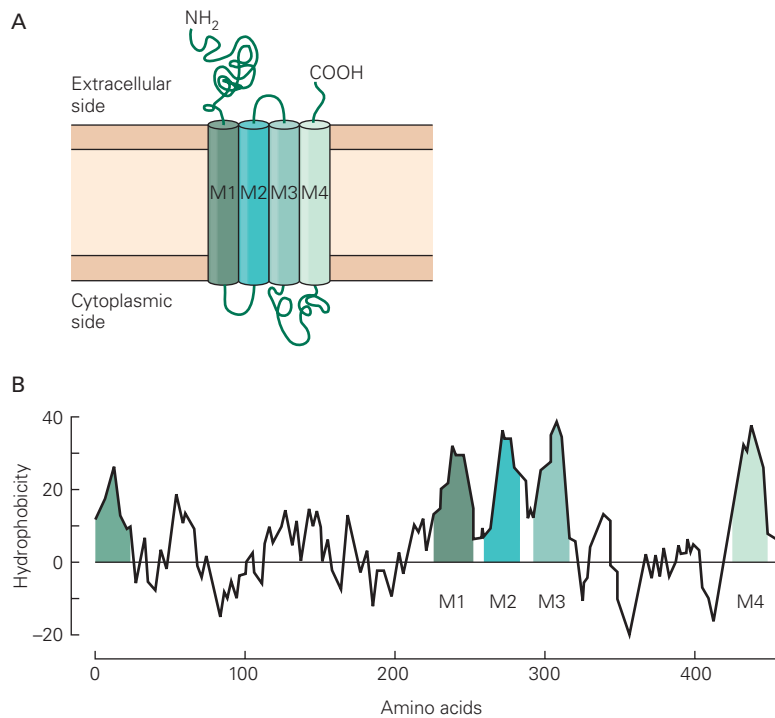 A
NH2
COOH
Extracellular
side
M1 M2 M3 M4
Cytoplasmic
side
B
40
20
0
−20
Hydrophobicity
M1 M2 M3 M4
0 100 200 300 400
Amino acids